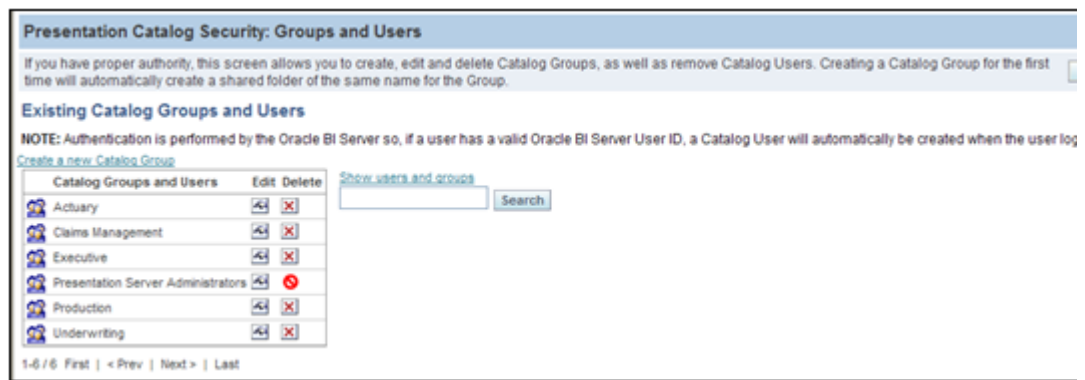 Presentation Catalog Security: Groups and Users
If you have proper authority, this screen allows you to create, edit and delete Catalog Groups, as well as remove Catalog Users. Creating a Catalog Group for the first
time will automatically create a shared folder of the same name for the Group.
Existing Catalog Groups and Users
NOTE: Authentication is performed by the Oracle BI Server so, if a user has a valid Oracle BI Server User ID, a Catalog User will automatically be created when the user log
Create a new Catalog Group
Catalog Groups and Users Edit Delete
Show users and groups
Search
Actuary
Claims Management
Executive
Presentation Server Administrators
Production
Underwriting
1-6 / 6 First | < Prev | Next > | Last